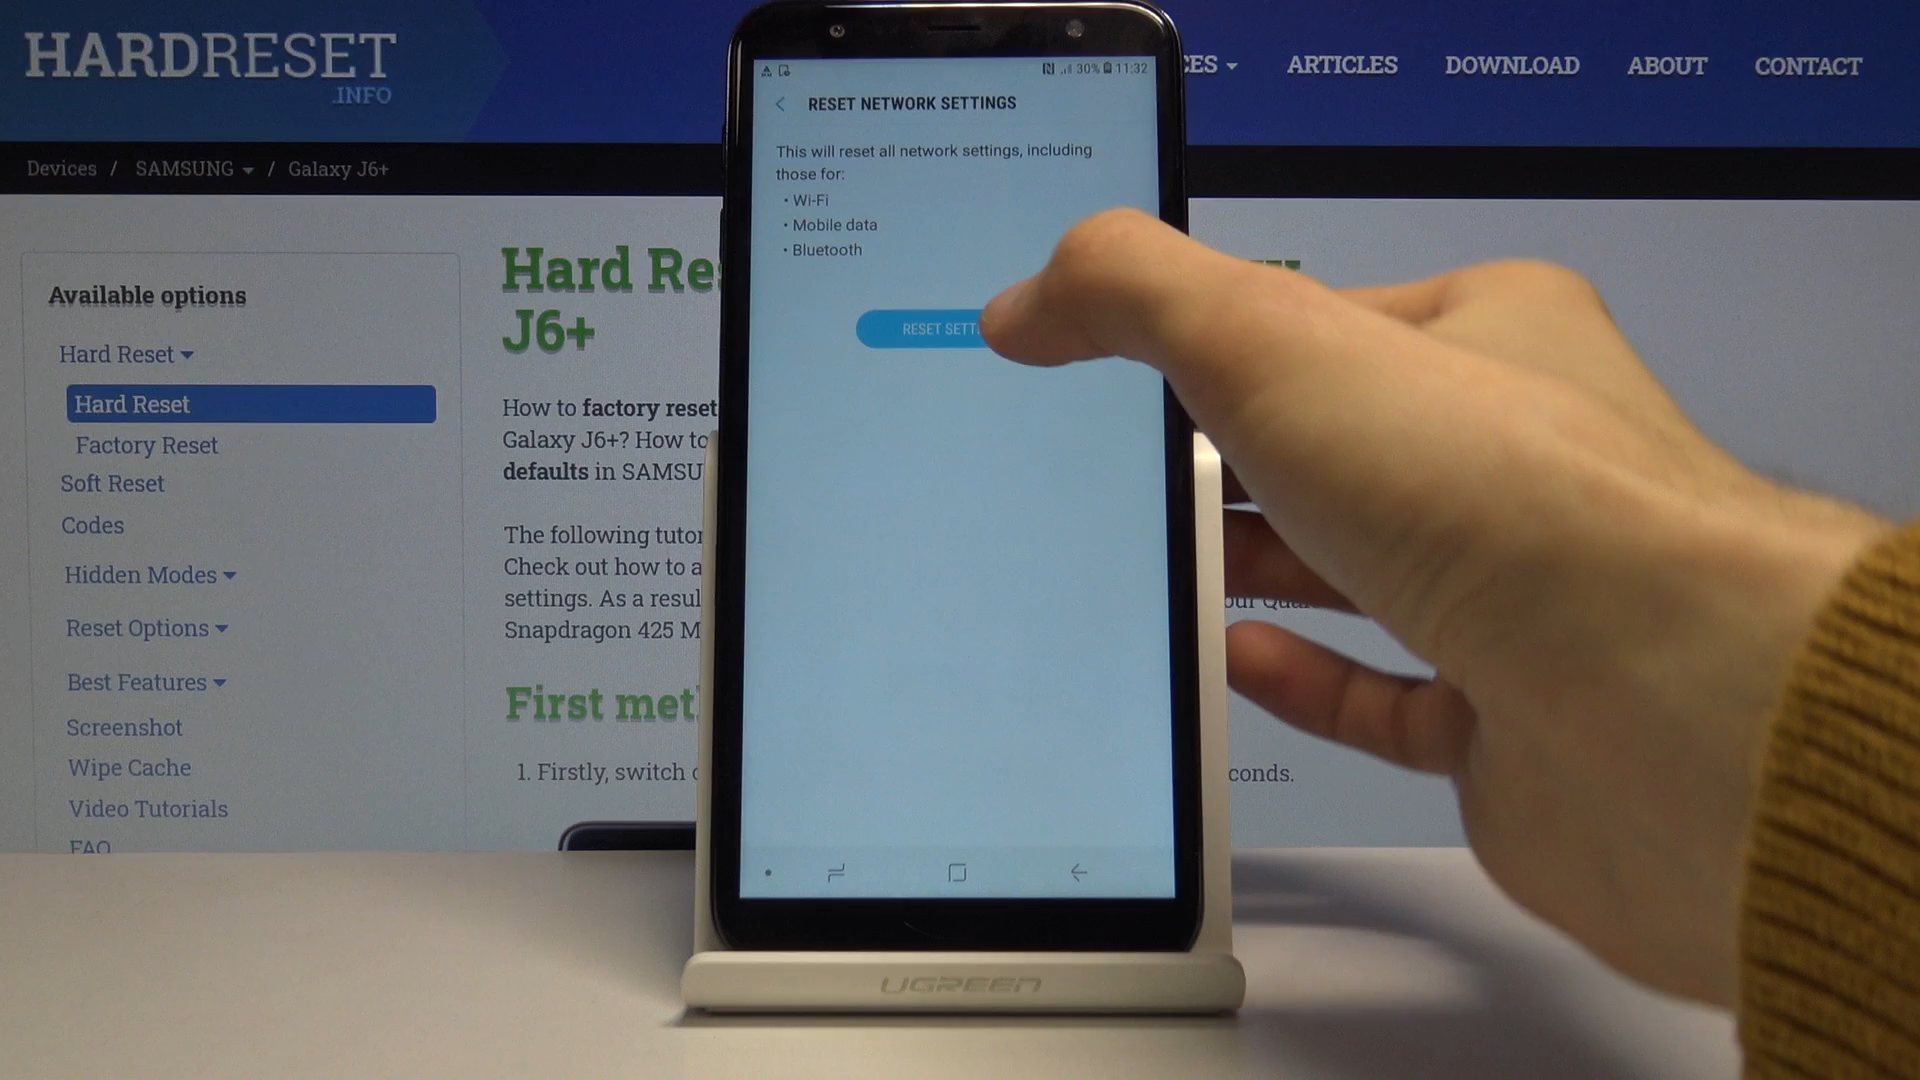 HARDRESET
.INFO
ARTICLES
DOWNLOAD
ABOUT
CONTACT
Devices / SAMSUNG / Galaxy J6+
Available options
Hard Reset
Hard Reset
Factory Reset
Soft Reset
Codes
Hidden Modes
Reset Options
Best Features
Screenshot
Wipe Cache
Video Tutorials
FAQ
Hard Re
J6+
How to factory reset
Galaxy J6+? How to
defaults in SAMSU
The following tutor
Check out how to a
settings. As a resul
Snapdragon 425 M
First met
1. Firstly, switch
conds.
30% 11:32
RESET NETWORK SETTINGS
This will reset all network settings, including
those for:
• Wi-Fi
• Mobile data
• Bluetooth
RESET SETT
UGREEN